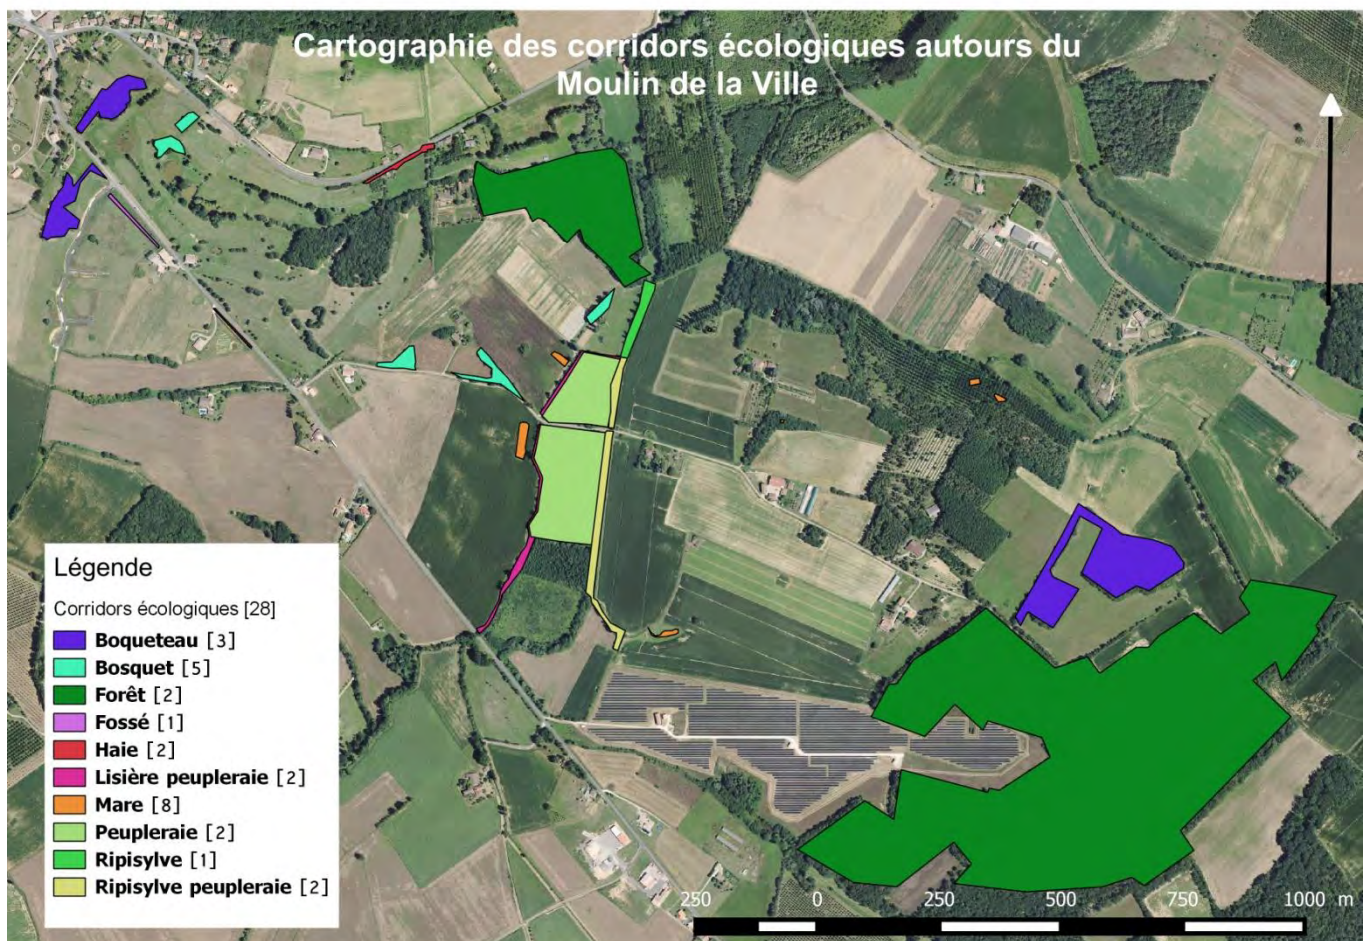 Cartographie des corridors écologiques autours du
Moulin de la Ville
Légende
Corridors écologiques [28]
Boqueteau [3]
Bosquet [5]
Forêt [2]
Fossé [1]
Haie [2]
Lisière peupleraie [2]
Mare [8]
Peupleraie [2]
Ripisylve [1]
Ripisylve peupleraie [2]
250 0 250 500 750 1000 m